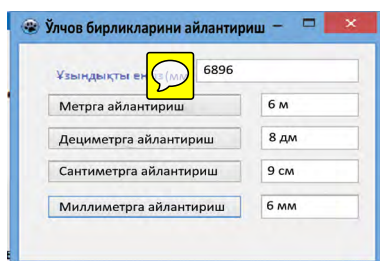 Ўлчов бирликларини айлантириш
Ұзындықты 6896
Метрга айлантириш 6 м
Дециметрга айлантириш 8 дм
Сантиметрга айлантириш 9 см
Миллиметрга айлантириш 6 мм